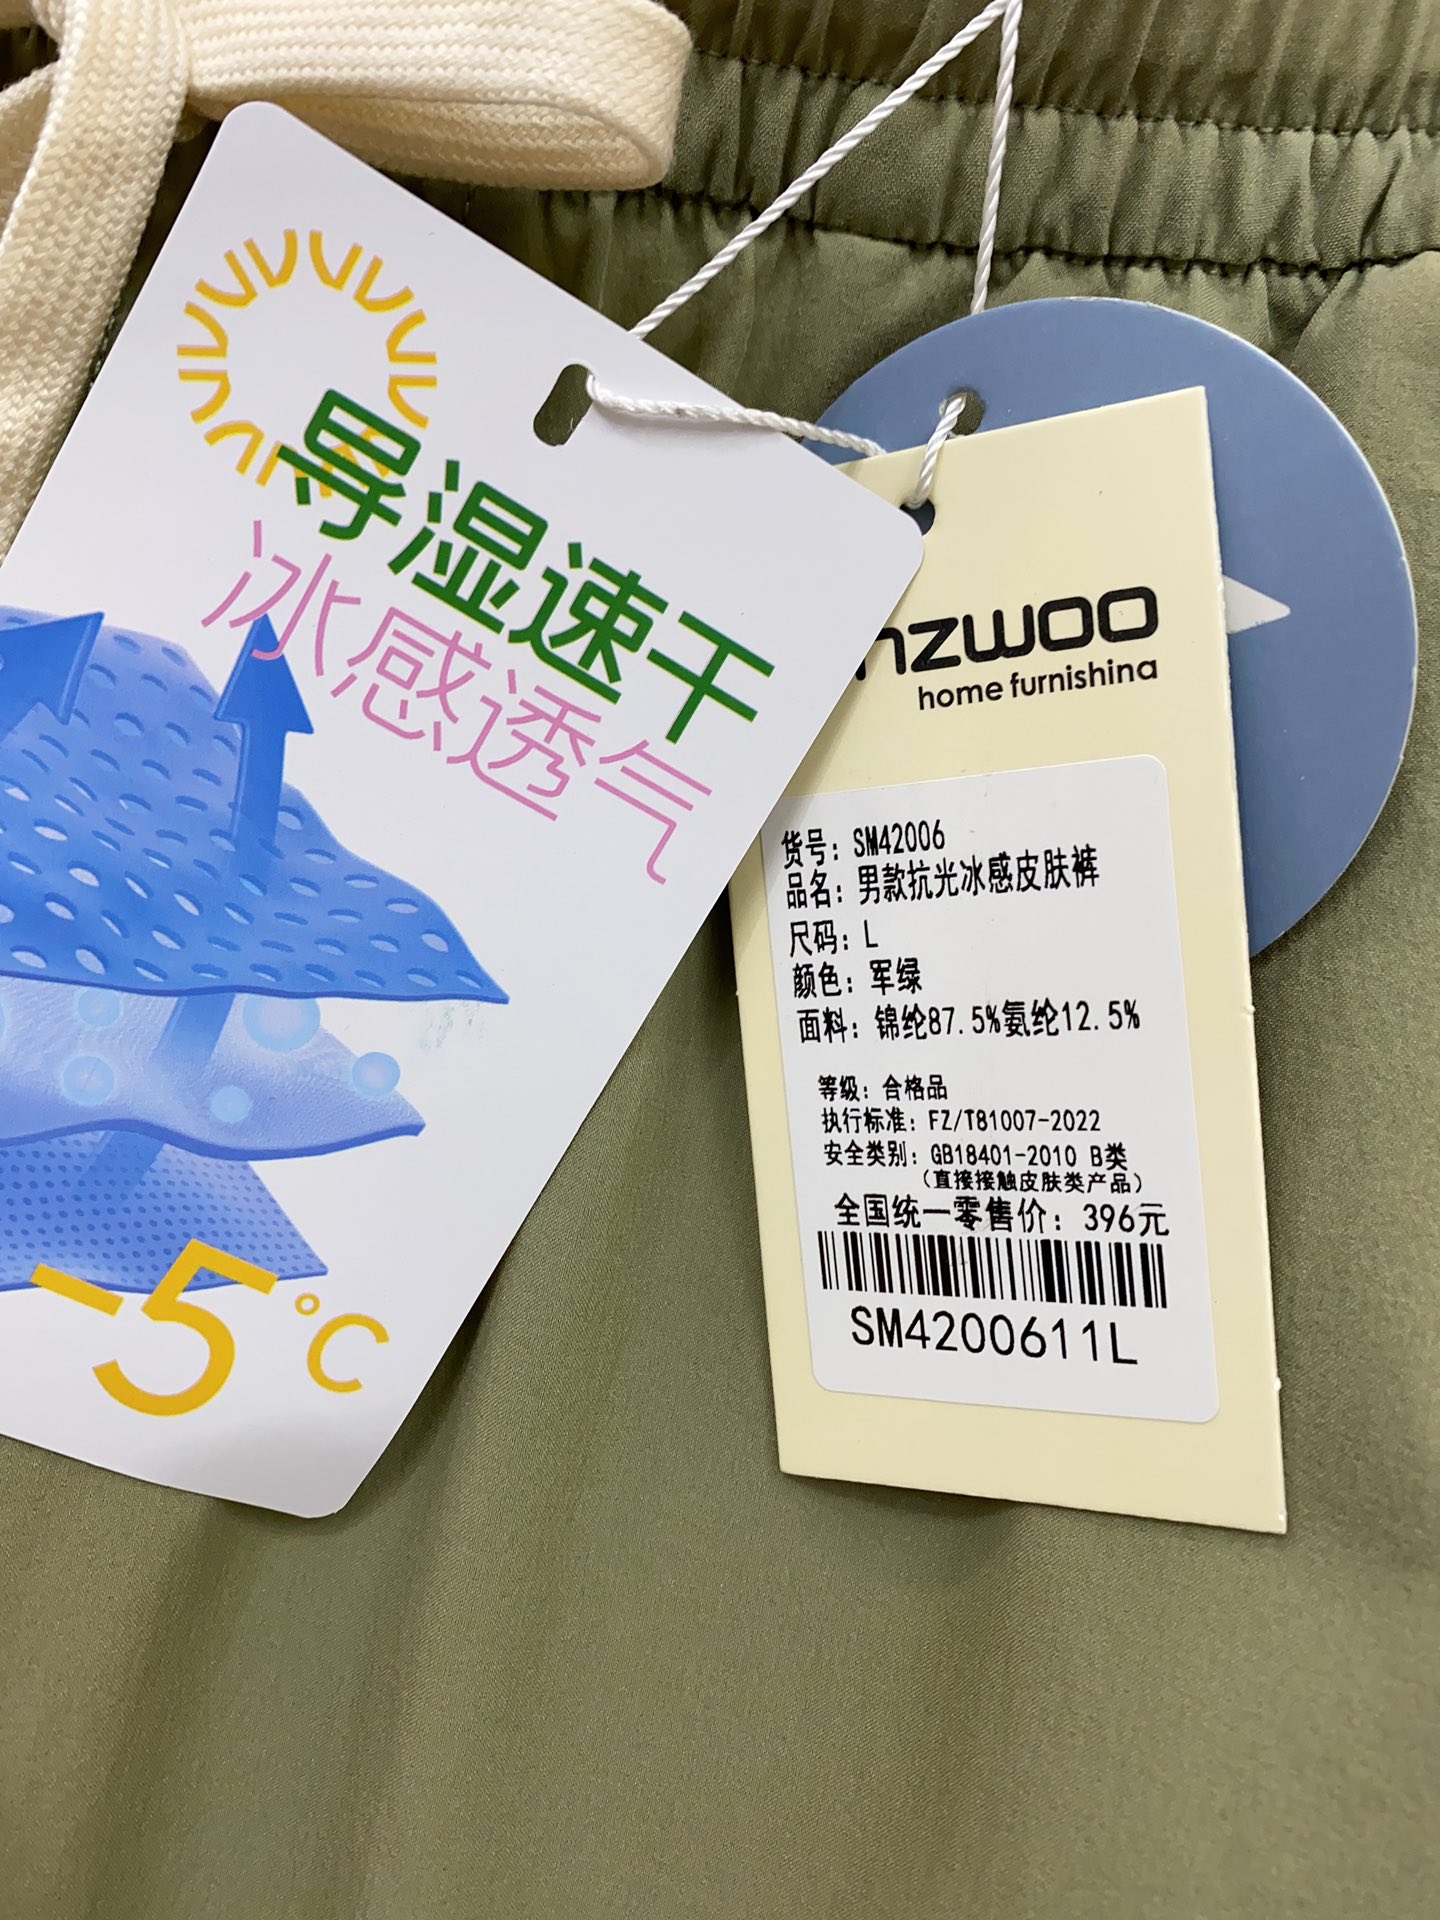 导湿速干
冰感透气
-5°C
nzwoo
home furnishina
货号: SM42006
品名: 男款抗光冰感皮肤裤
尺码: L
颜色: 军绿
面料: 锦纶87.5%氨纶12.5%
等级: 合格品
执行标准: FZ/T81007-2022
安全类别: GB18401-2010 B类
(直接接触皮肤类产品)
全国统一零售价: 396元
SM4200611L